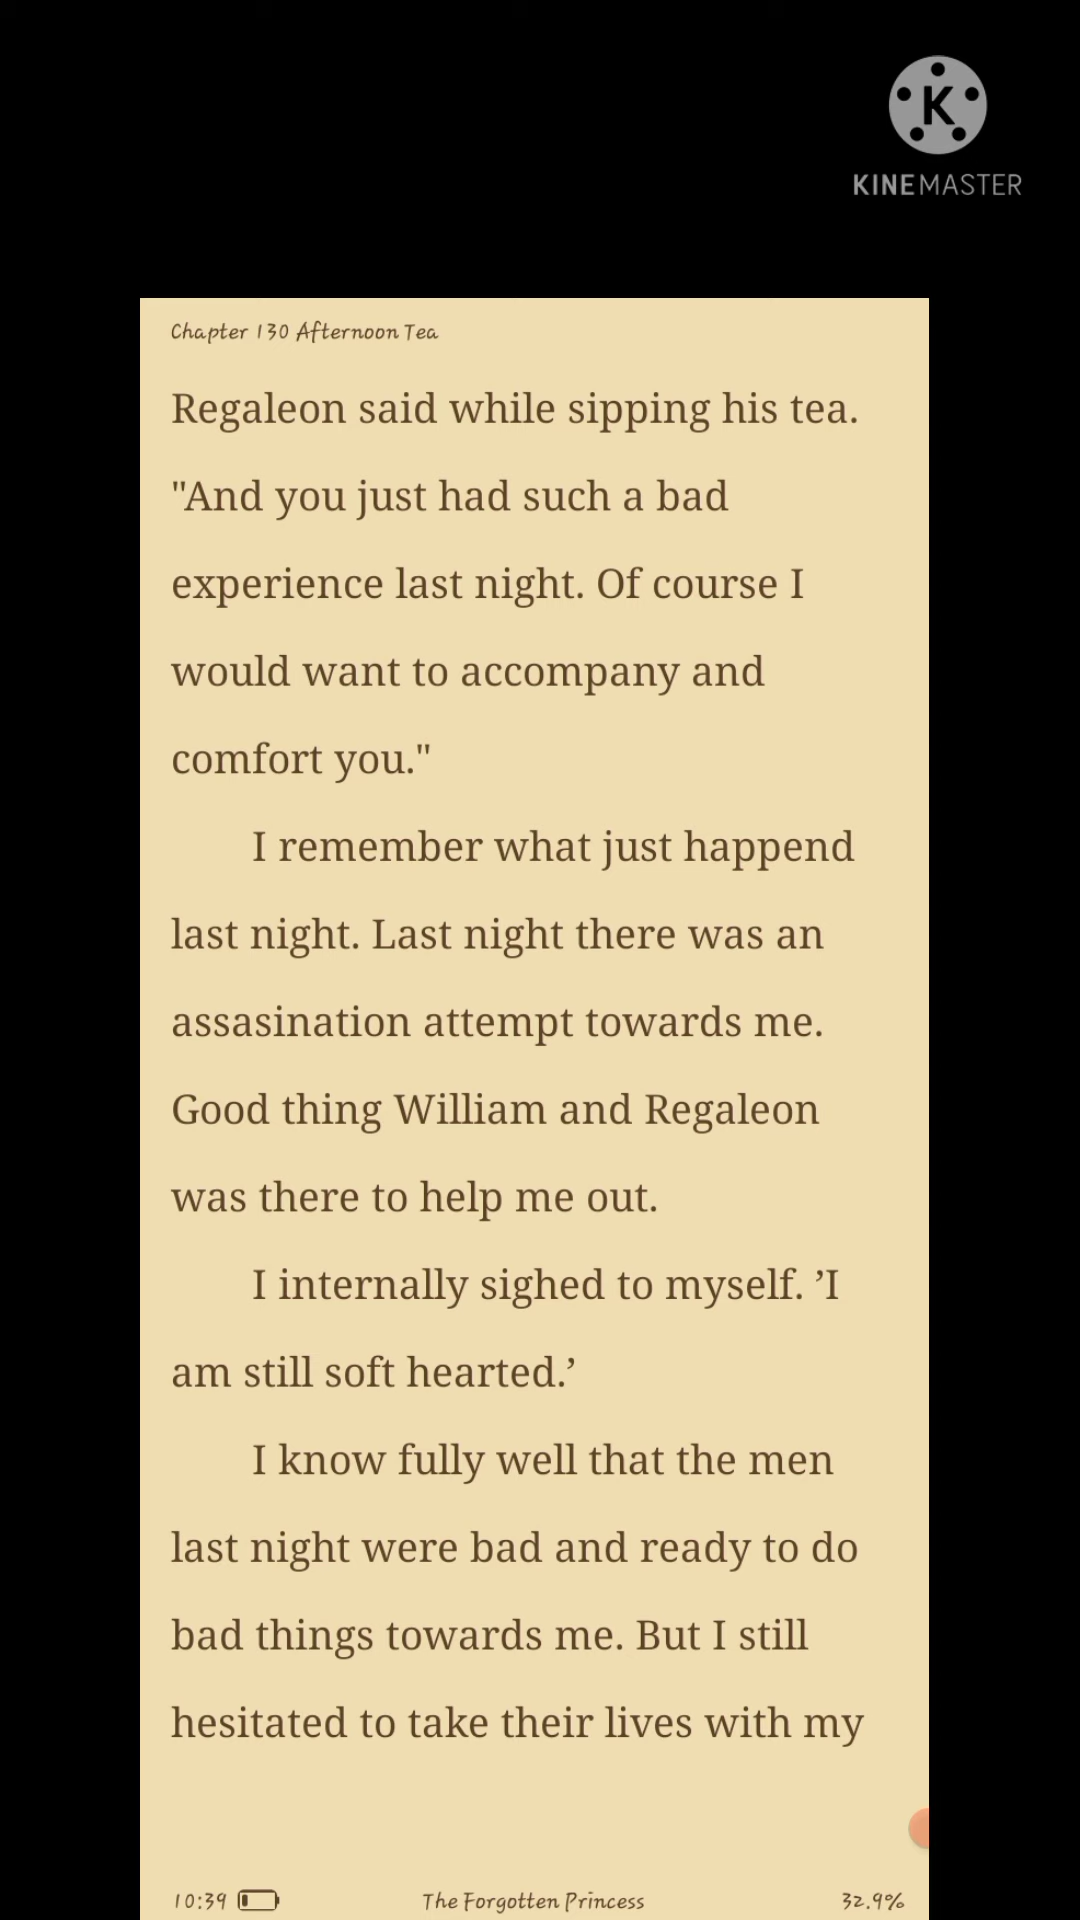 K
KINEMASTER
Chapter 130 Afternoon Tea
Regaleon said while sipping his tea.
"And you just had such a bad
experience last night. Of course I
would want to accompany and
comfort you."
I remember what just happend
last night. Last night there was an
assasination attempt towards me.
Good thing William and Regaleon
was there to help me out.
I internally sighed to myself. ’I
am still soft hearted.’
I know fully well that the men
last night were bad and ready to do
bad things towards me. But I still
hesitated to take their lives with my
10:39 The Forgotten Princess 32.9%